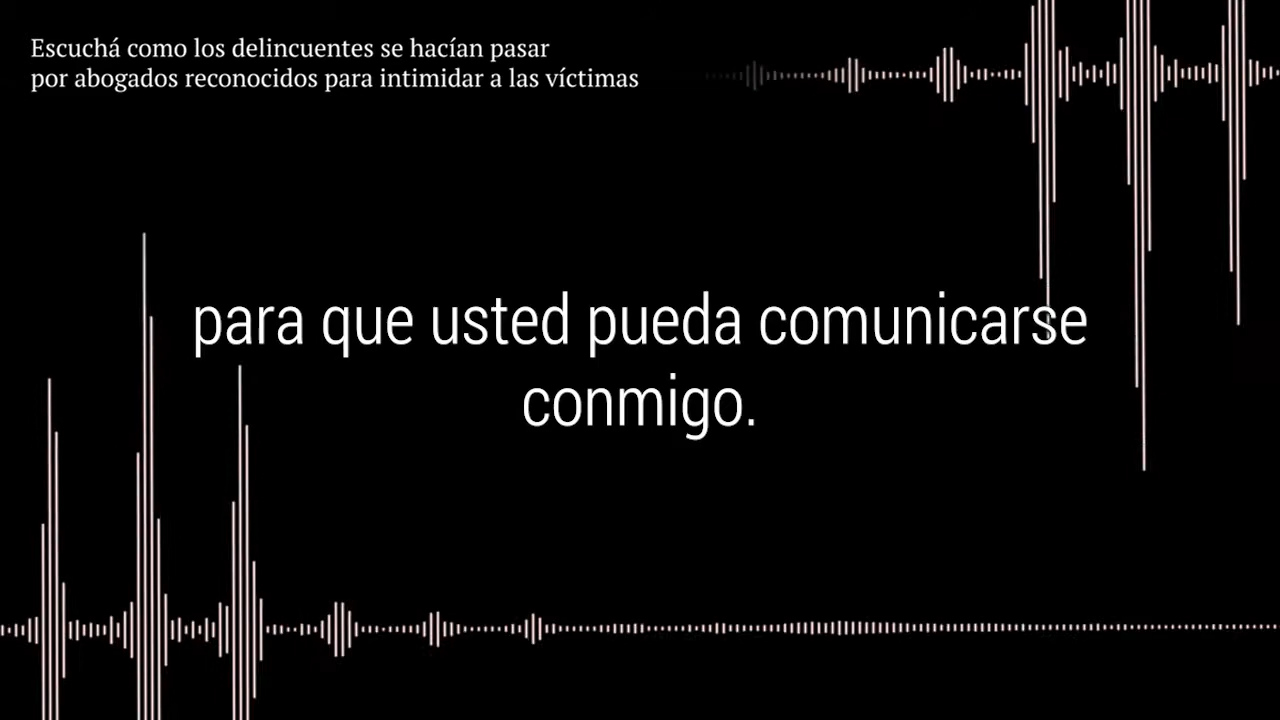 Escuchá como los delincuentes se hacían pasar
por abogados reconocidos para intimidar a las víctimas
para que usted pueda comunicarse
conmigo.